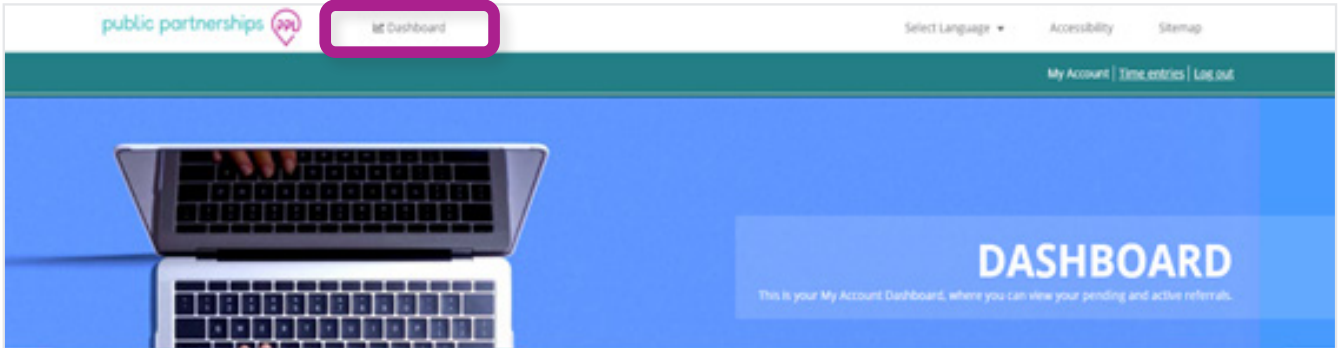 public partnerships ppl
Dashboard
Select Language
Accessibility
Sitemap
My Account | Time entries | Log out
DASHBOARD
This is your My Account Dashboard, where you can view your pending and active referrals.